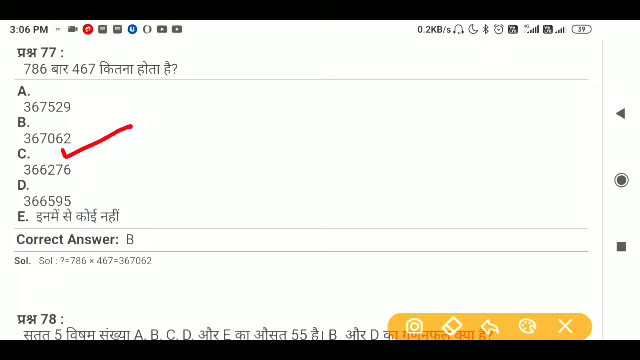 3:06 PM
0.2KB/s 39
प्रश्न 77 :
786 बार 467 कितना होता है?
A.
367529
B.
367062
C.
366276
D.
366595
E. इनमें से कोई नहीं
Correct Answer: B
Sol. Sol : ?=786 × 467=367062
प्रश्न 78 :
सतत 5 विषम संख्या A, B, C, D, और E का औसत 55 है। B और D का गुणनफल क्या है?